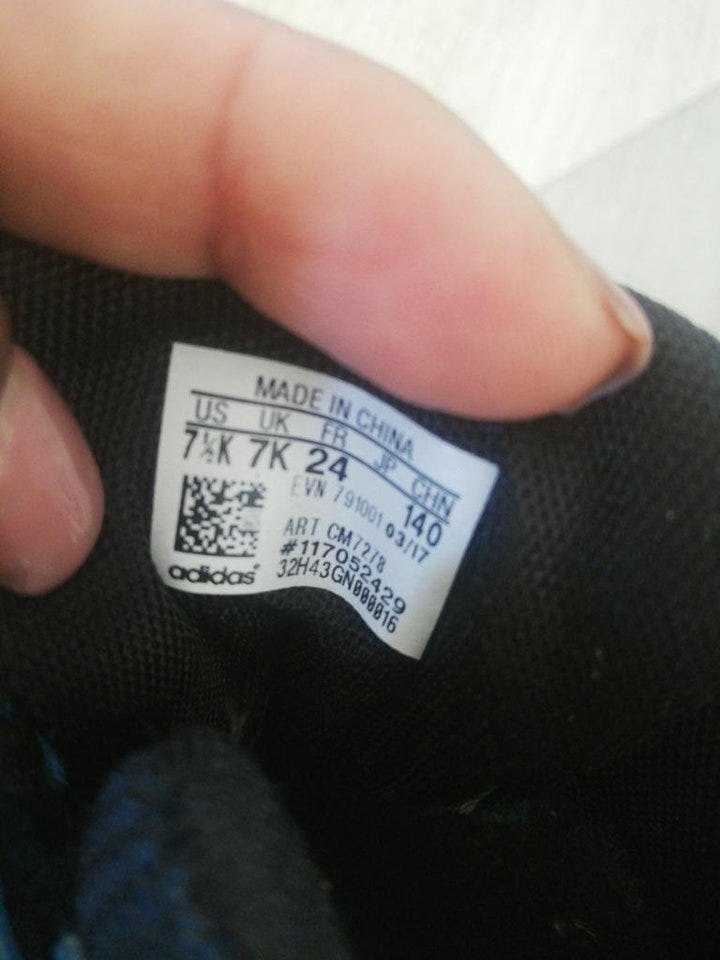 MADE IN CHINA
US UK FR JP CHN
7½K 7K 24 140
EVN 791001 03/17
ART CM7278
#117052429
32H43GN000016
adidas